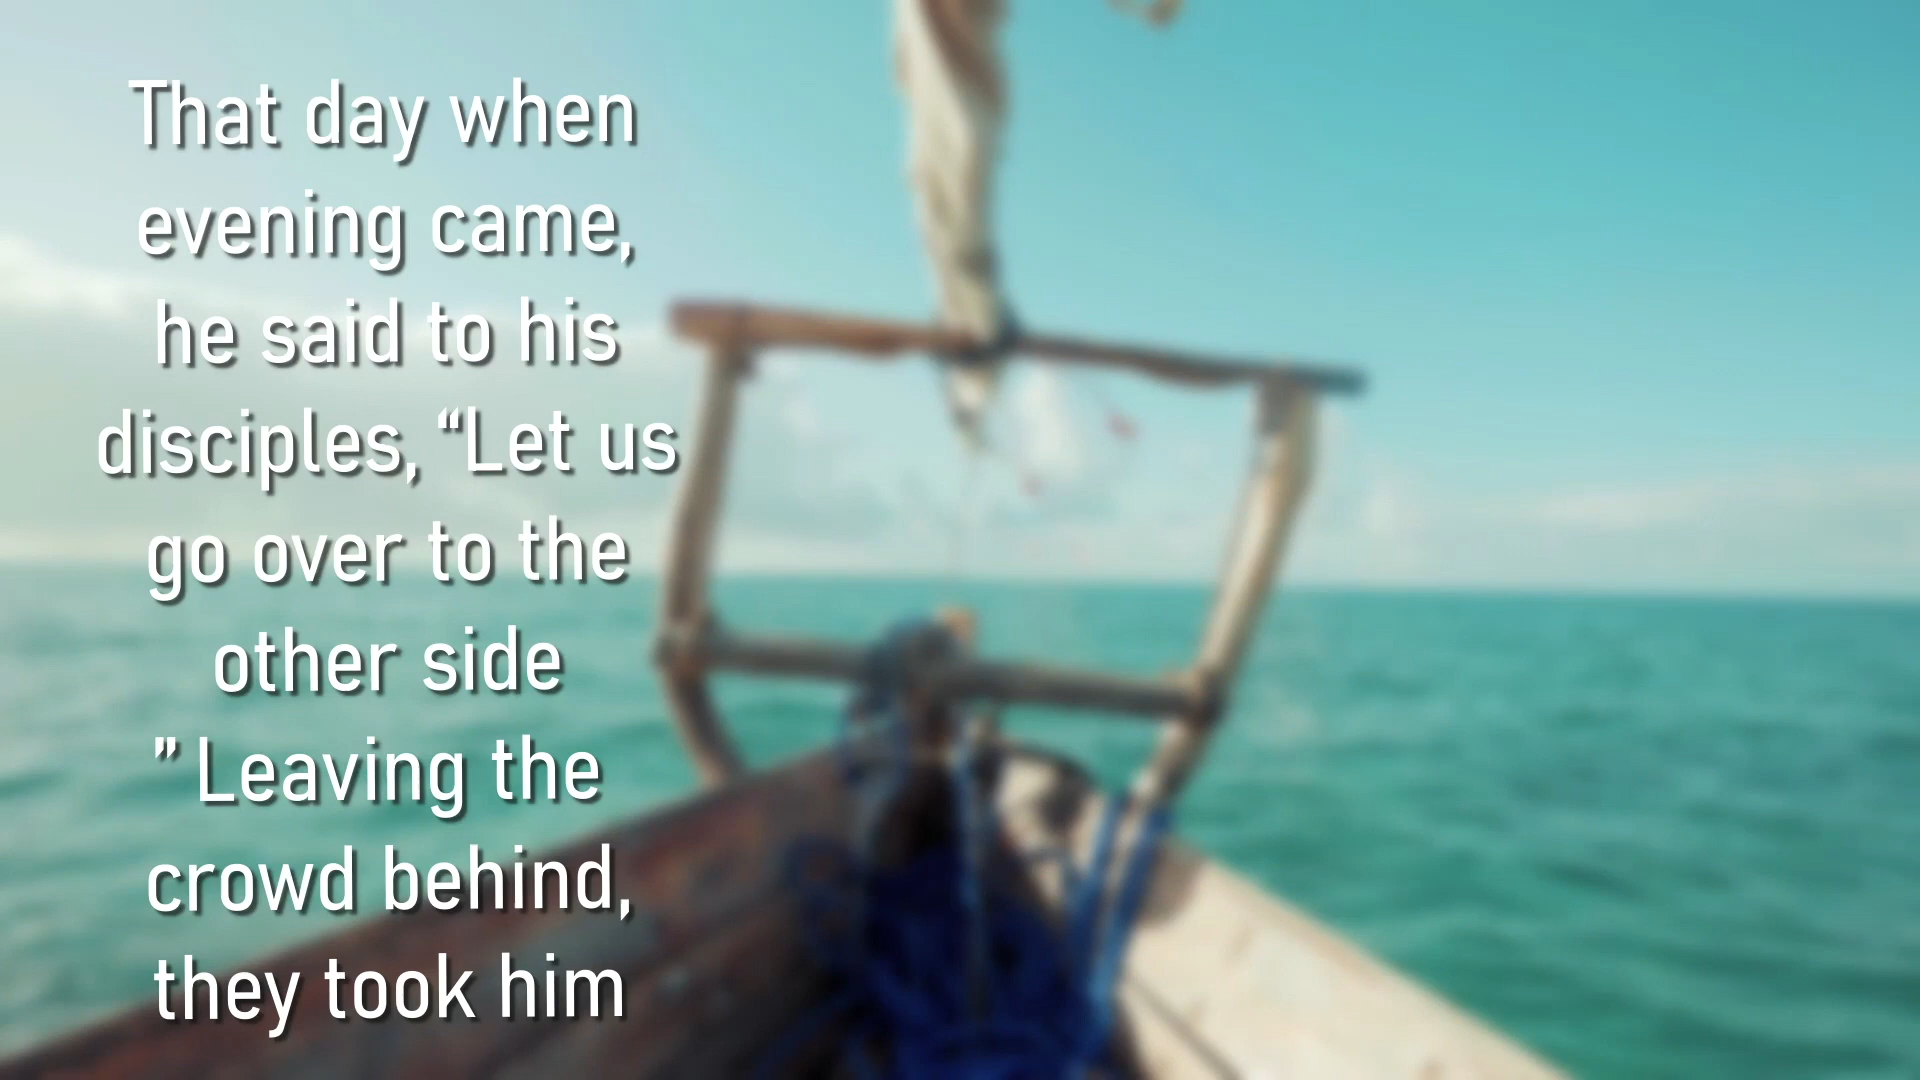 That day when
evening came,
he said to his
disciples, “Let us
go over to the
other side
” Leaving the
crowd behind,
they took him